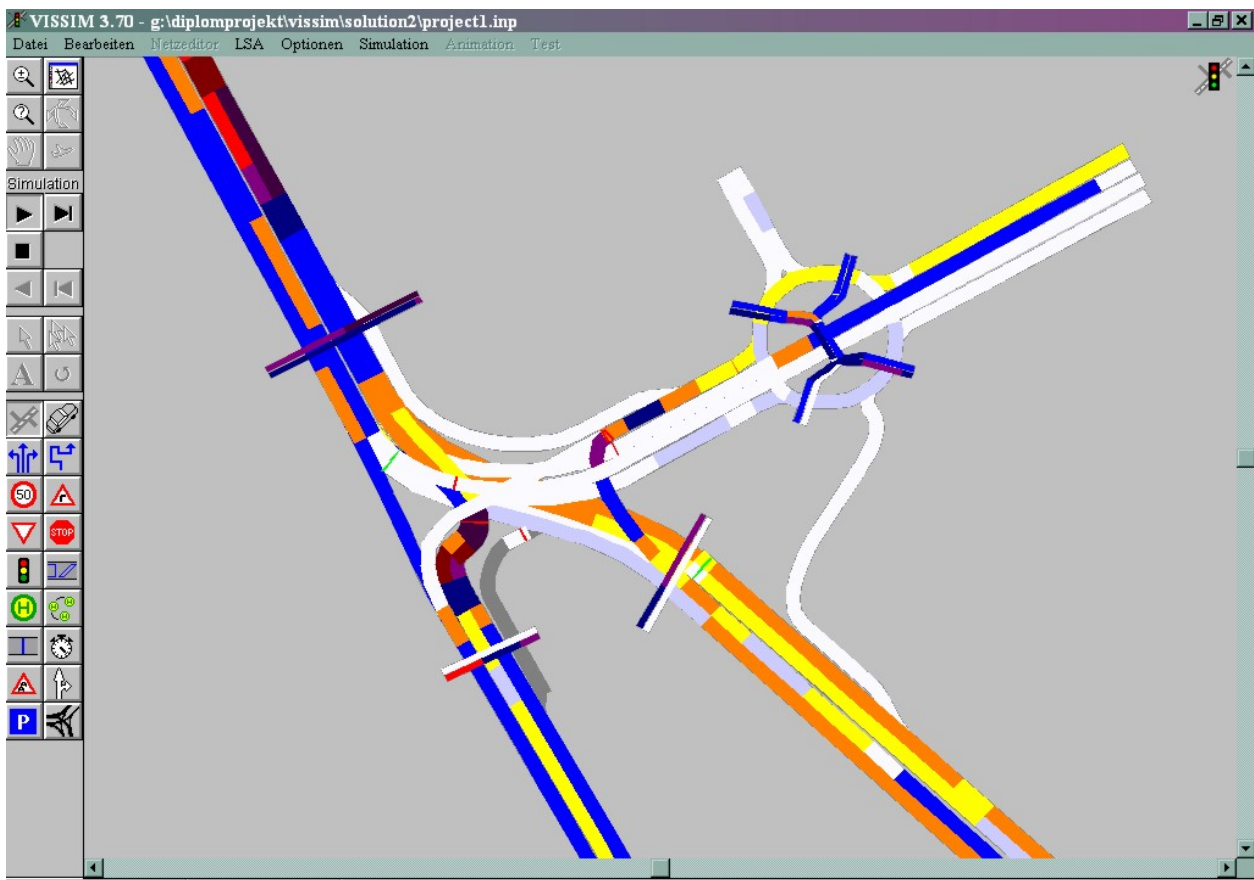 VISSIM 3.70 - g:\diplomprojekt\vissim\solution2\project1.inp
Datei Bearbeiten Netzeditor LSA Optionen Simulation Animation Test
Simulation
A
50
STOP
H
H
H
H
P